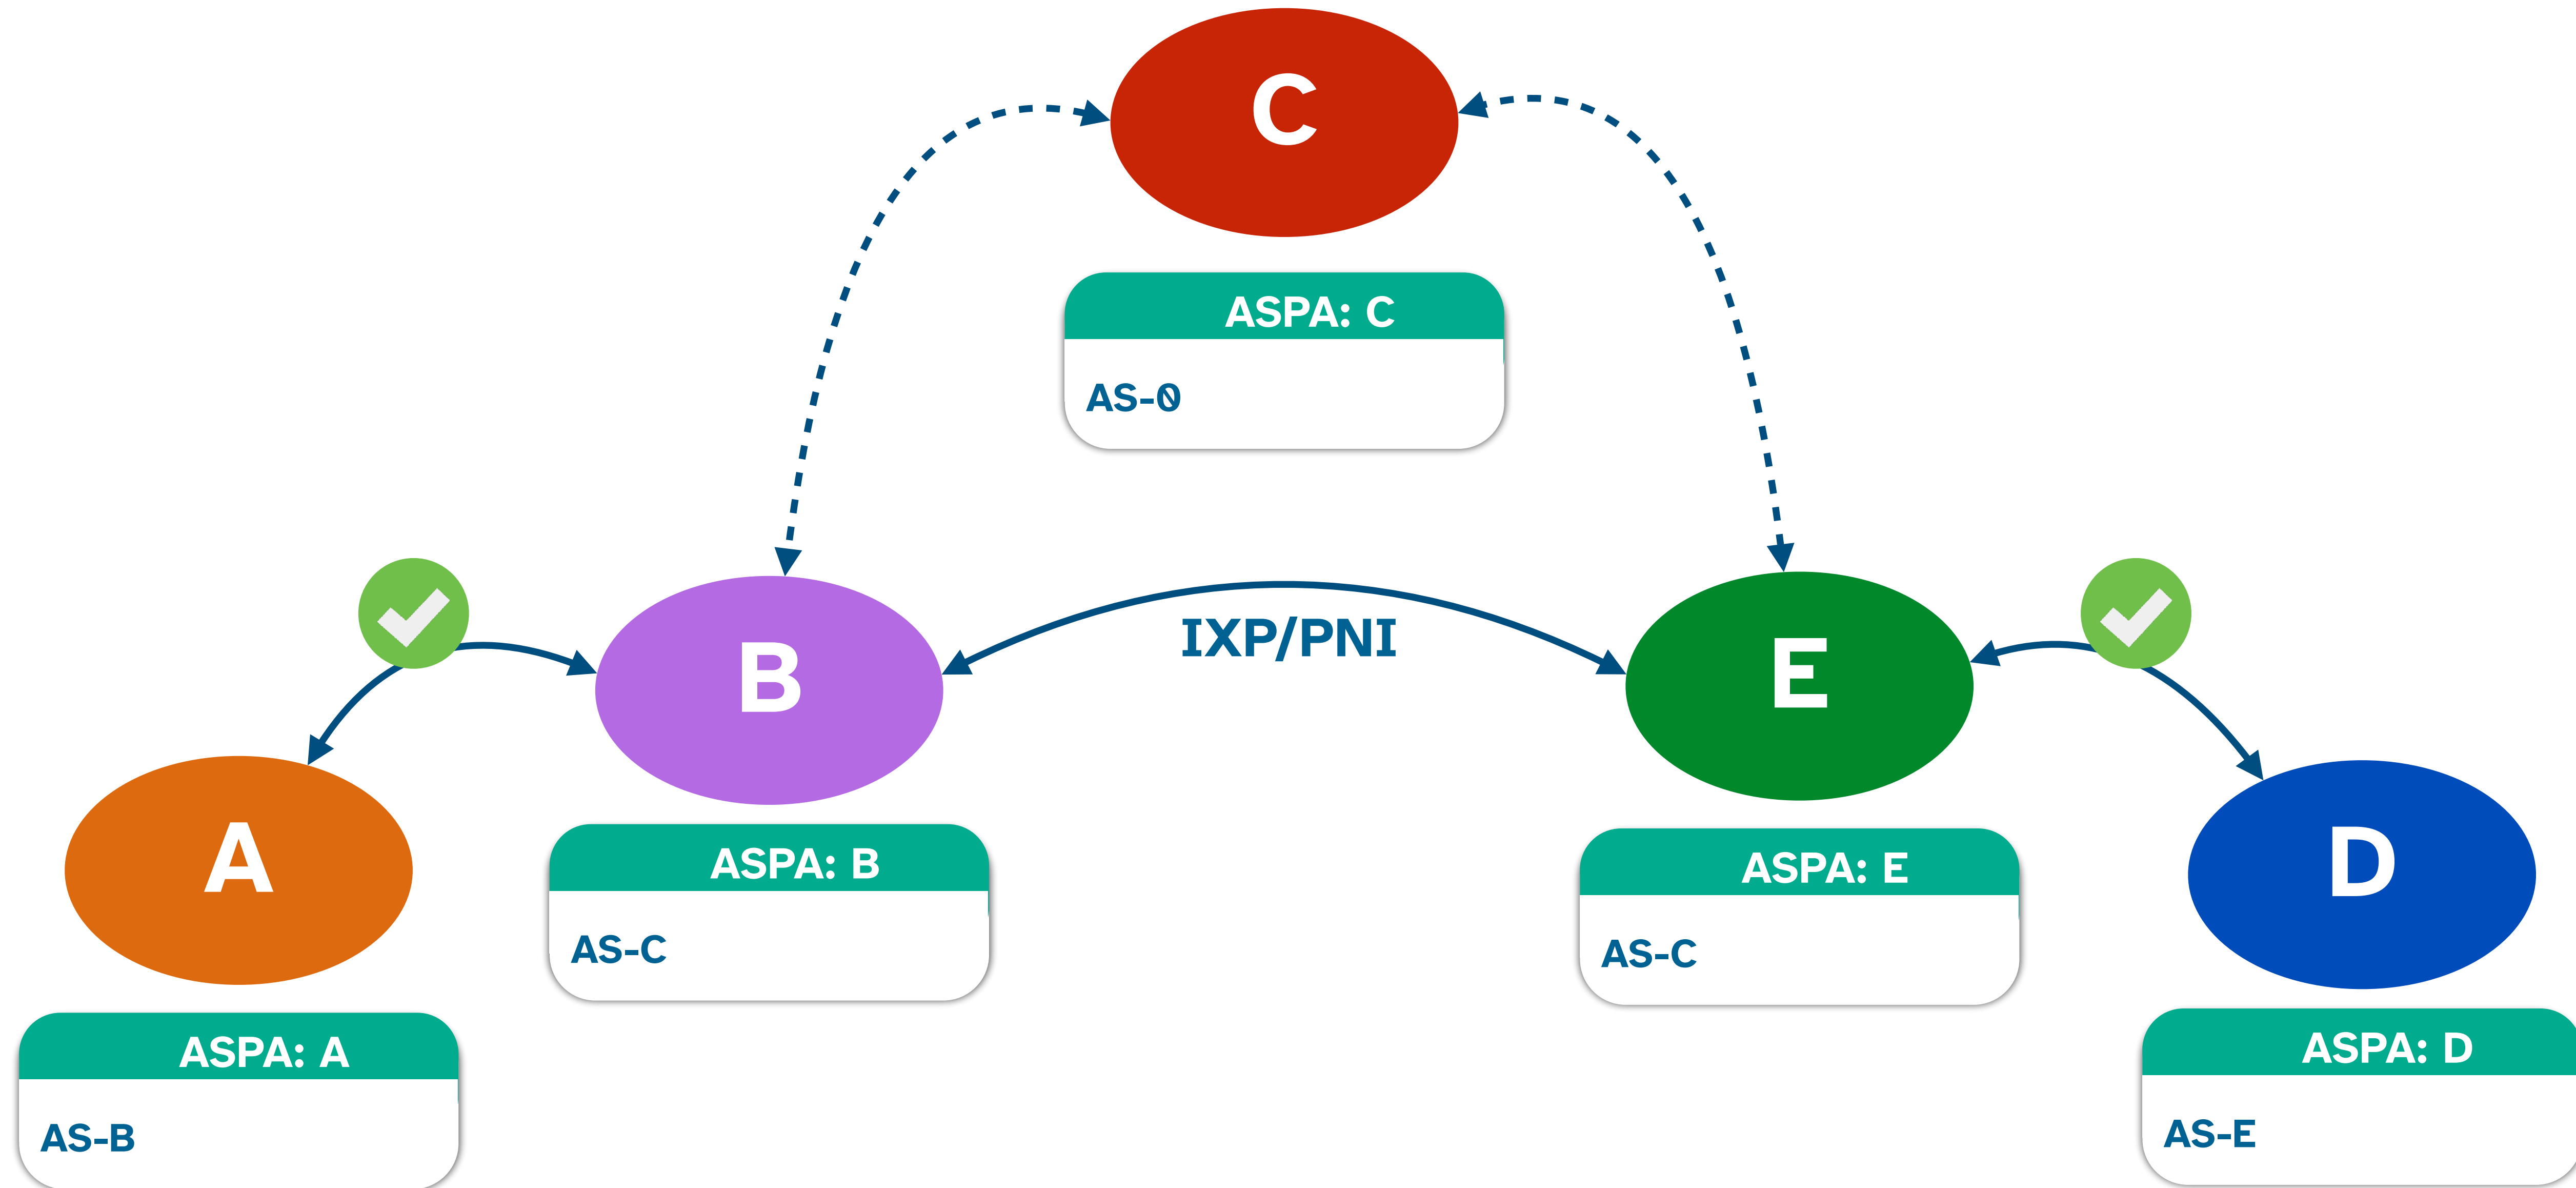 C
ASPA: C
AS-0
IXP/PNI
B
E
A
D
ASPA: B
AS-C
ASPA: E
AS-C
ASPA: A
AS-B
ASPA: D
AS-E